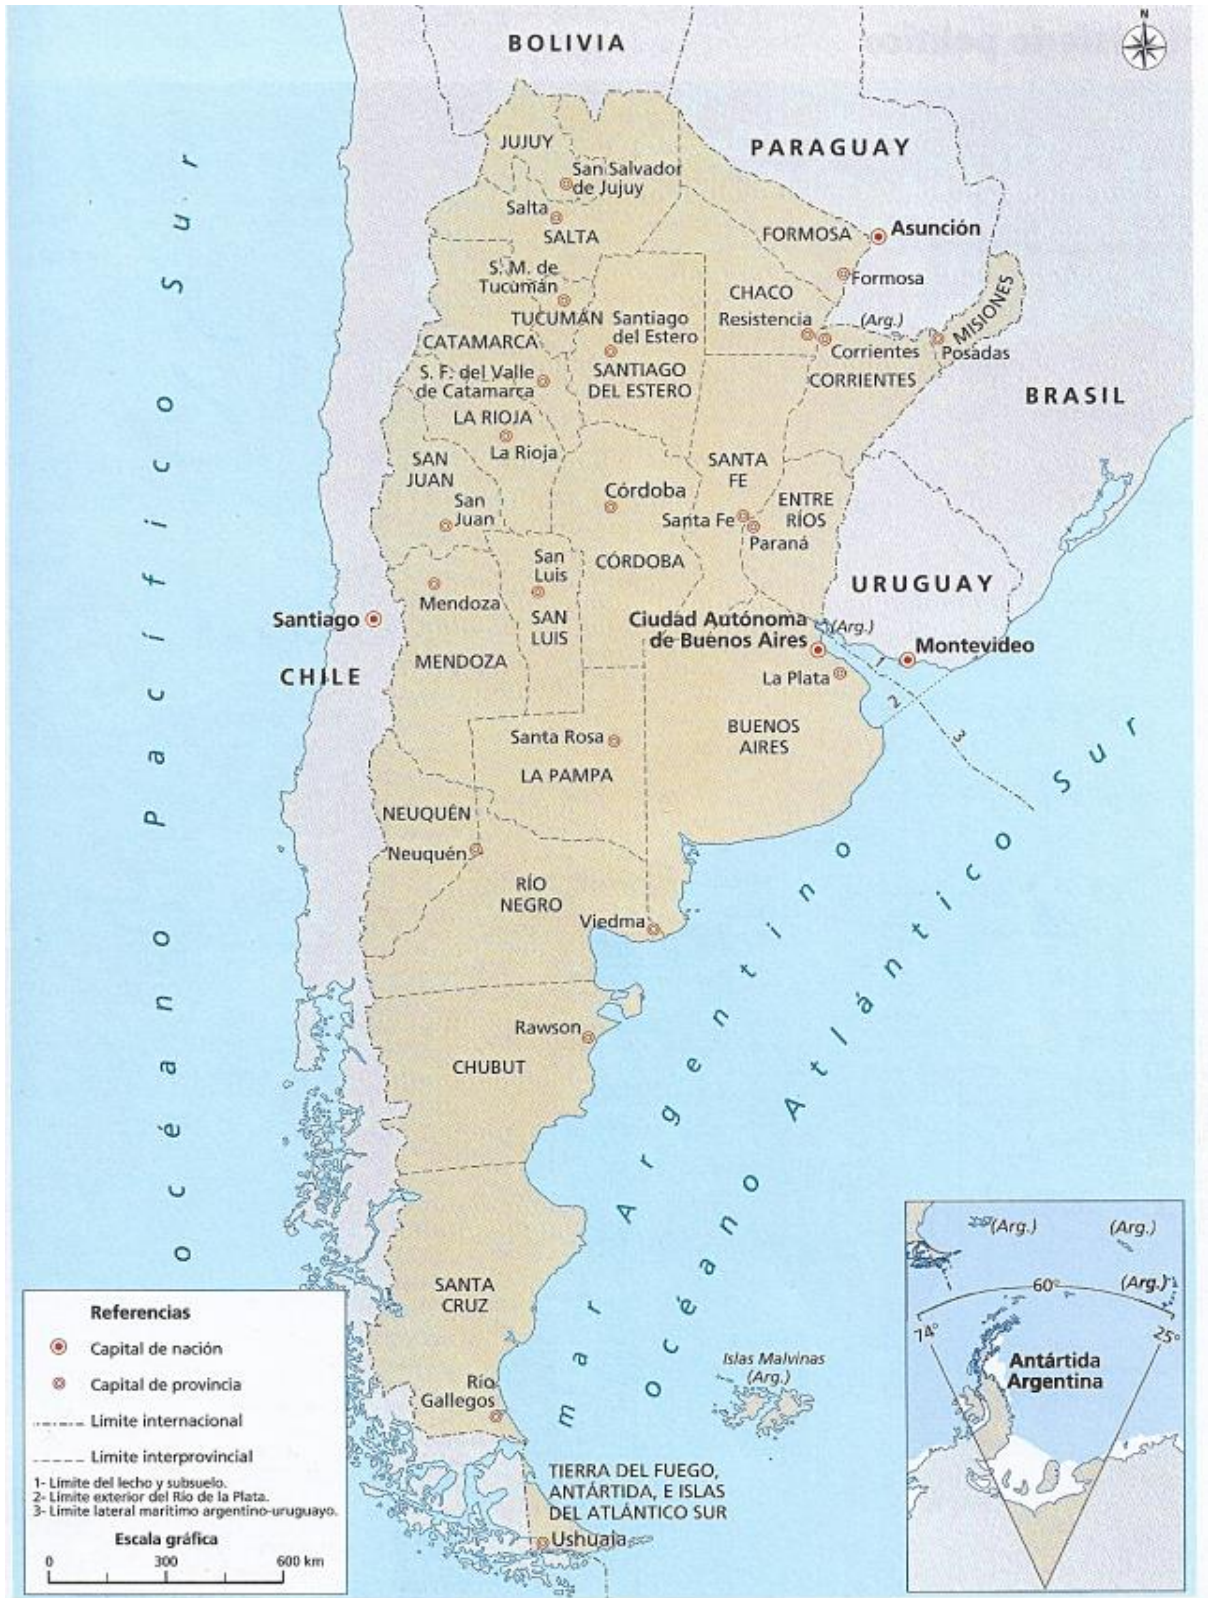 N
BOLIVIA
PARAGUAY
JUJUY
San Salvador
de Jujuy
Salta
SALTA
FORMOSA
Asunción
S. M. de
Tucumán
Formosa
CHACO
MISIONES
TUCUMÁN
Santiago
del Estero
Resistencia
(Arg.)
CATAMARCA
Corrientes
Posadas
S. F. del Valle
de Catamarca
SANTIAGO
DEL ESTERO
CORRIENTES
BRASIL
LA RIOJA
La Rioja
SAN
JUAN
SANTA
FE
San
Juan
Córdoba
ENTRE
RÍOS
Santa Fe
Paraná
San
Luis
CÓRDOBA
URUGUAY
Mendoza
Santiago
SAN
LUIS
Ciudad Autónoma
de Buenos Aires
(Arg.)
Montevideo
MENDOZA
CHILE
La Plata
1
2
3
Santa Rosa
BUENOS
AIRES
LA PAMPA
NEUQUÉN
Neuquén
RÍO
NEGRO
Viedma
Rawson
CHUBUT
SANTA
CRUZ
Río
Gallegos
Islas Malvinas
(Arg.)
TIERRA DEL FUEGO,
ANTÁRTIDA, E ISLAS
DEL ATLÁNTICO SUR
Ushuaia
océano Pacífico Sur
mar Argentino
océano Atlántico Sur
Referencias
Capital de nación
Capital de provincia
Limite internacional
Limite interprovincial
1- Límite del lecho y subsuelo.
2- Limite exterior del Río de la Plata.
3- Limite lateral marítimo argentino-uruguayo.
Escala gráfica
0 300 600 km
(Arg.)
(Arg.)
60°
(Arg.)
74°
25°
Antártida
Argentina